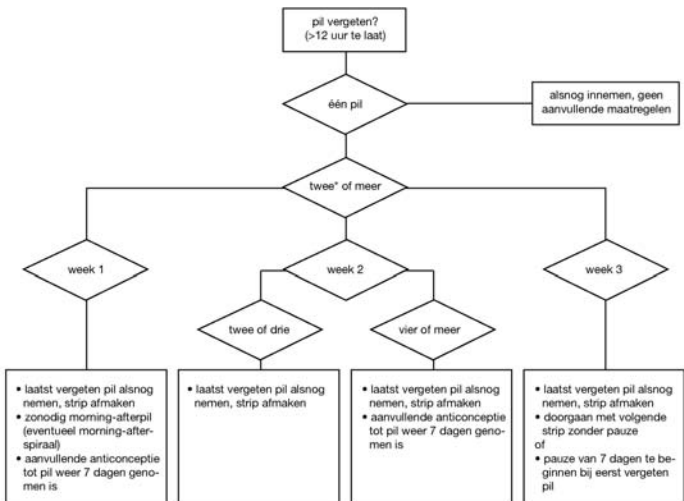 pil vergeten?
(>12 uur te laat)
één pil
alsnog innemen, geen
aanvullende maatregelen
twee* of meer
week 1
week 2
week 3
twee of drie
vier of meer
• laatst vergeten pil alsnog
nemen, strip afmaken
• zonodig morning-afterpil
(eventueel morning-after-
spiraal)
• aanvullende anticonceptie
tot pil weer 7 dagen geno-
men is
• laatst vergeten pil alsnog
nemen, strip afmaken
• laatst vergeten pil alsnog
nemen, strip afmaken
• aanvullende anticonceptie
tot pil weer 7 dagen geno-
men is
• laatst vergeten pil alsnog
nemen, strip afmaken
• doorgaan met volgende
strip zonder pauze
of
• pauze van 7 dagen te be-
ginnen bij eerst vergeten
pil